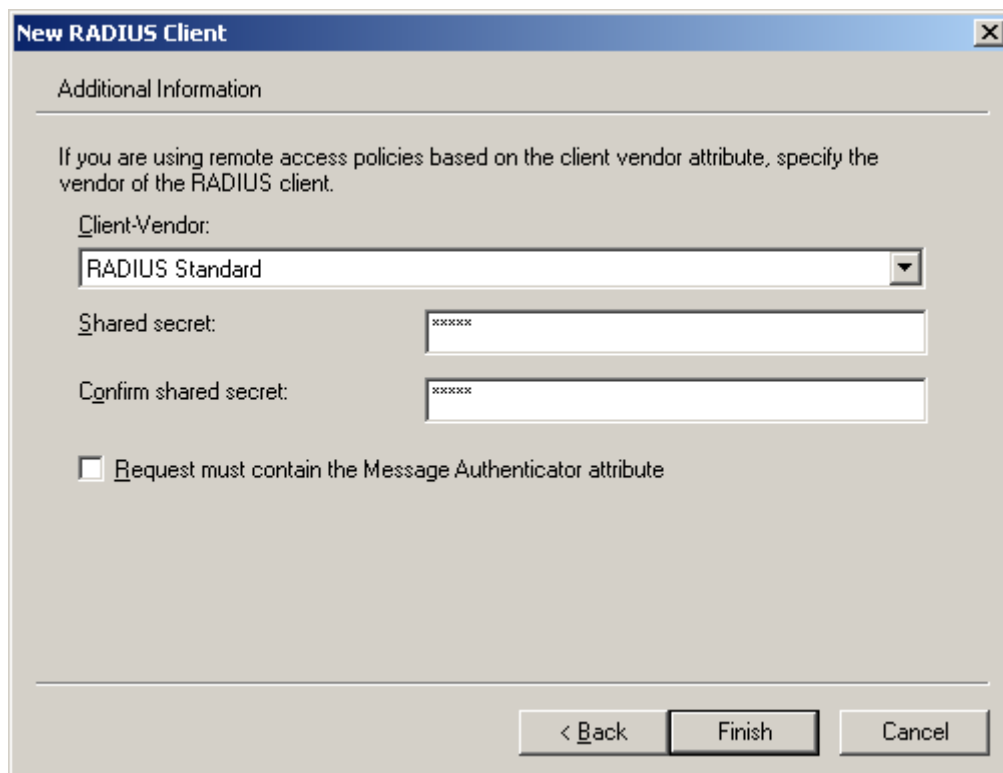 New RADIUS Client
Additional Information
If you are using remote access policies based on the client vendor attribute, specify the
vendor of the RADIUS client.
Client-Vendor:
RADIUS Standard
Shared secret: *****
Confirm shared secret: *****
Request must contain the Message Authenticator attribute
< Back Finish Cancel